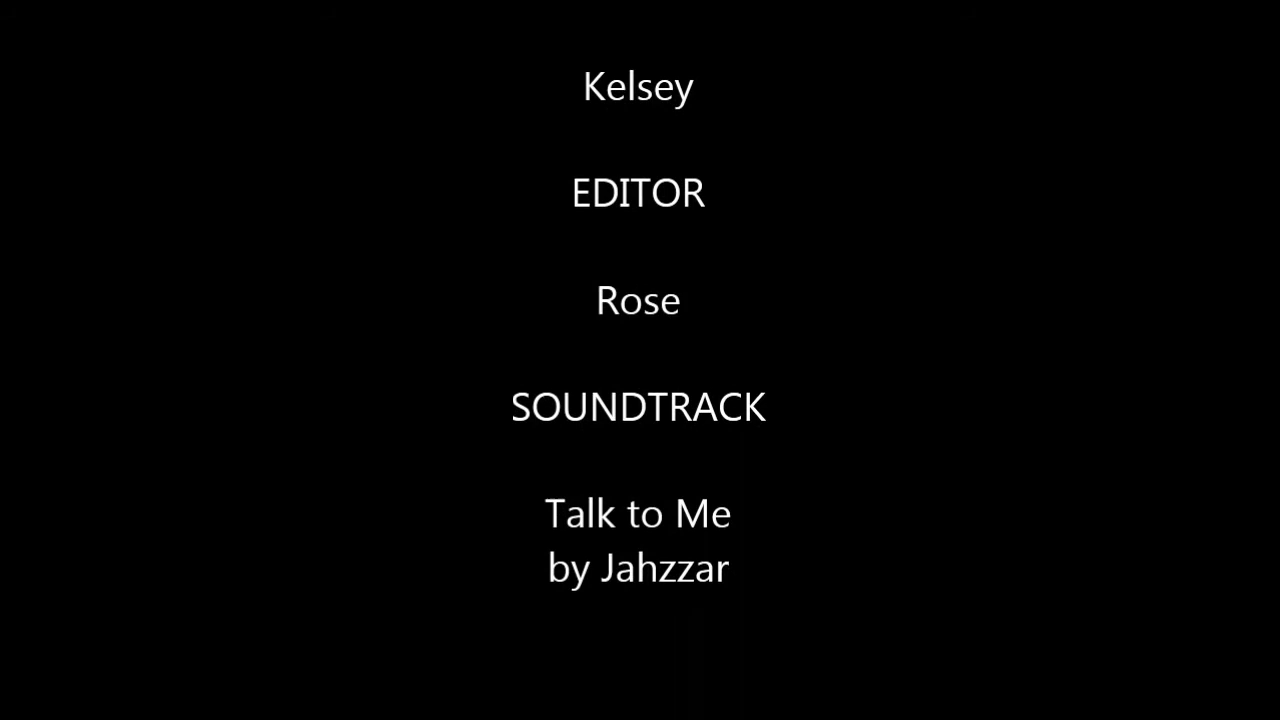 Kelsey
EDITOR
Rose
SOUNDTRACK
Talk to Me
by Jahzzar